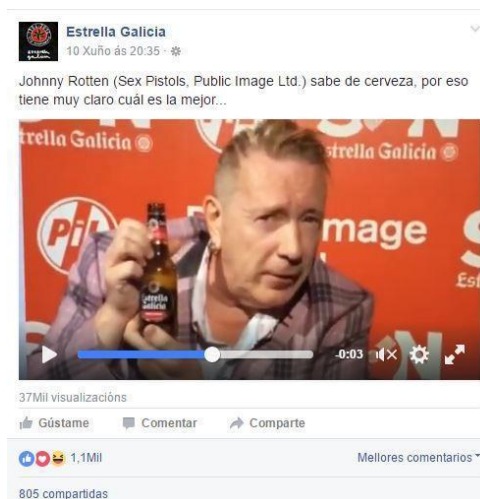 Estrella Galicia
10 Xuño ás 20:35 ·
Johnny Rotten (Sex Pistols, Public Image Ltd.) sabe de cerveza, por eso
tiene muy claro cuál es la mejor...
trella Galicia
strella Galicia
PiL
mage
Est
Estrella
Galicia
-0:03
37Mil visualizacións
Gústame Comentar Comparte
1,1Mil Mellores comentarios
805 compartidas